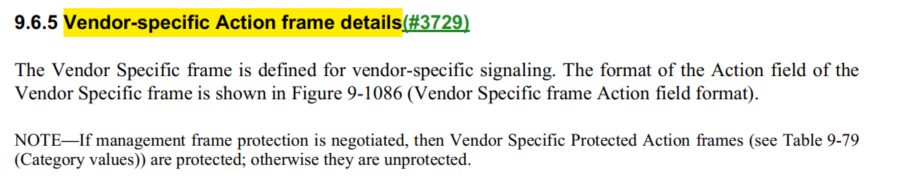 9.6.5 Vendor-specific Action frame details(#3729)
The Vendor Specific frame is defined for vendor-specific signaling. The format of the Action field of the
Vendor Specific frame is shown in Figure 9-1086 (Vendor Specific frame Action field format).
NOTE—If management frame protection is negotiated, then Vendor Specific Protected Action frames (see Table 9-79
(Category values)) are protected; otherwise they are unprotected.